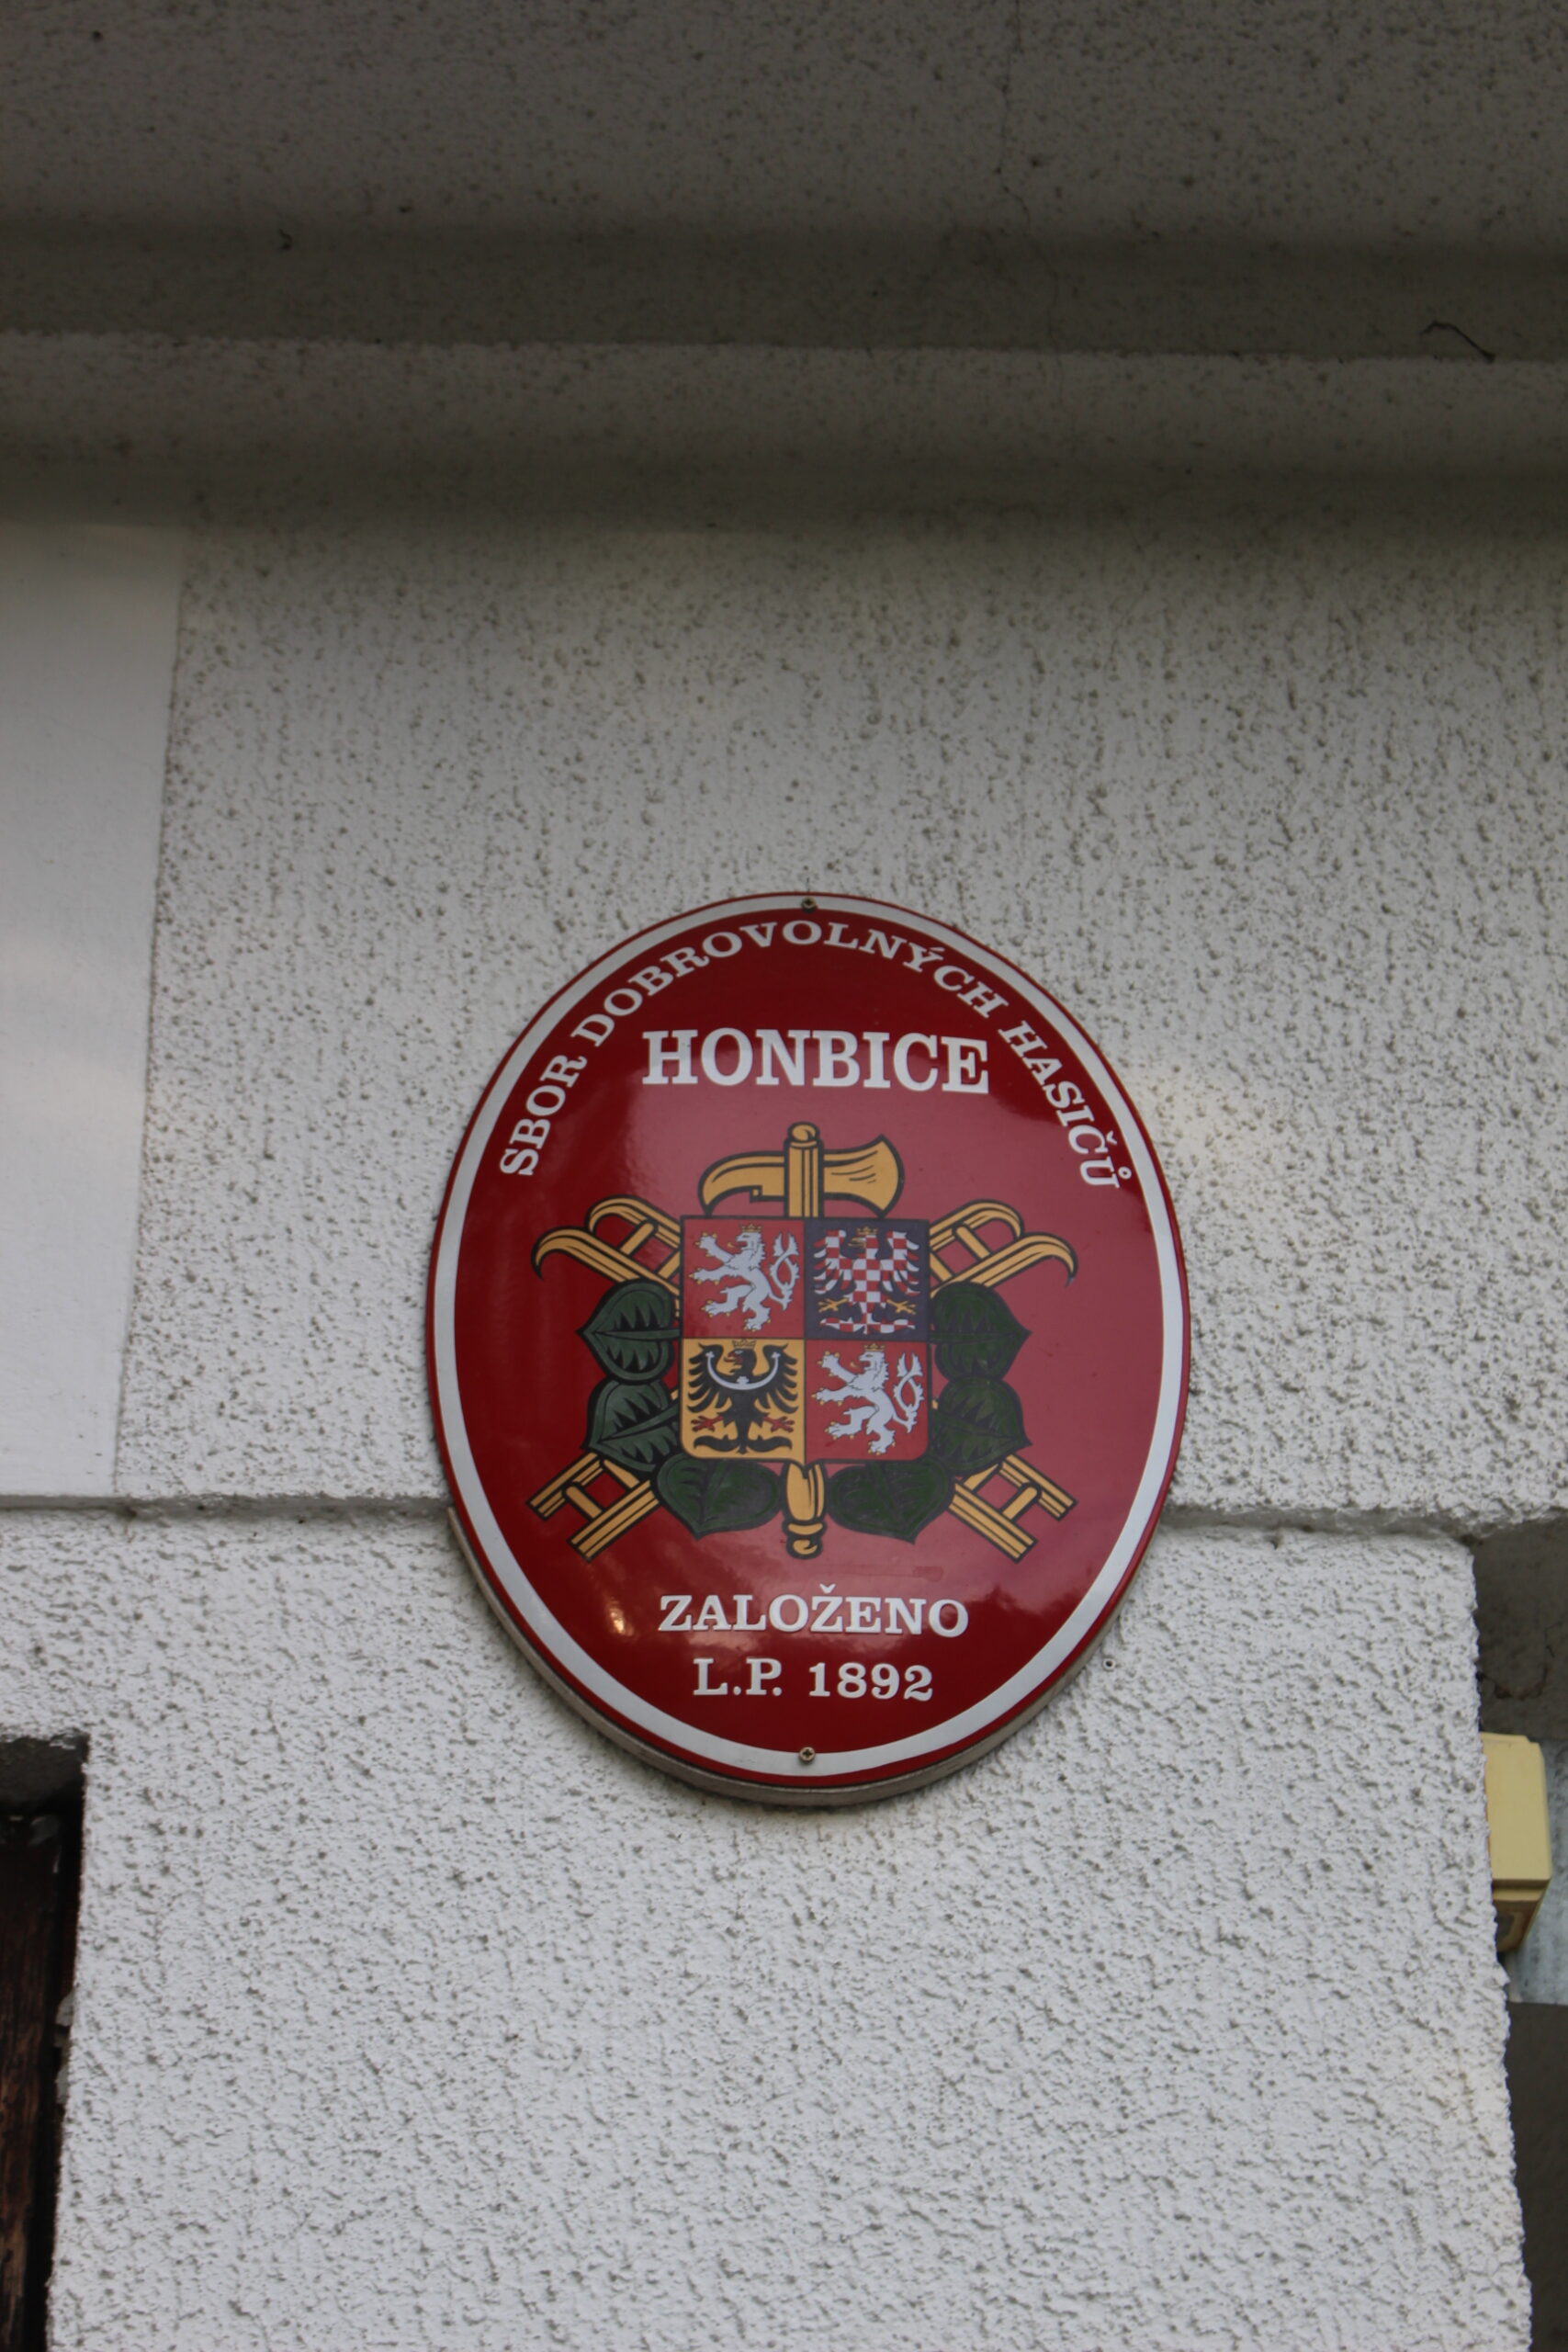 SBOR DOBROVOLNÝCH HASIČŮ
HONBICE
ZALOŽENO
L.P. 1892